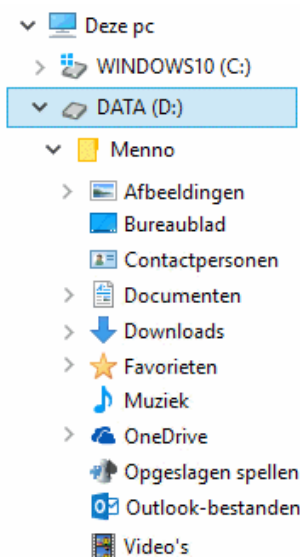 Deze pc
WINDOWS10 (C:)
DATA (D:)
Menno
Afbeeldingen
Bureaublad
Contactpersonen
Documenten
Downloads
Favorieten
Muziek
OneDrive
Opgeslagen spellen
Outlook-bestanden
Video's